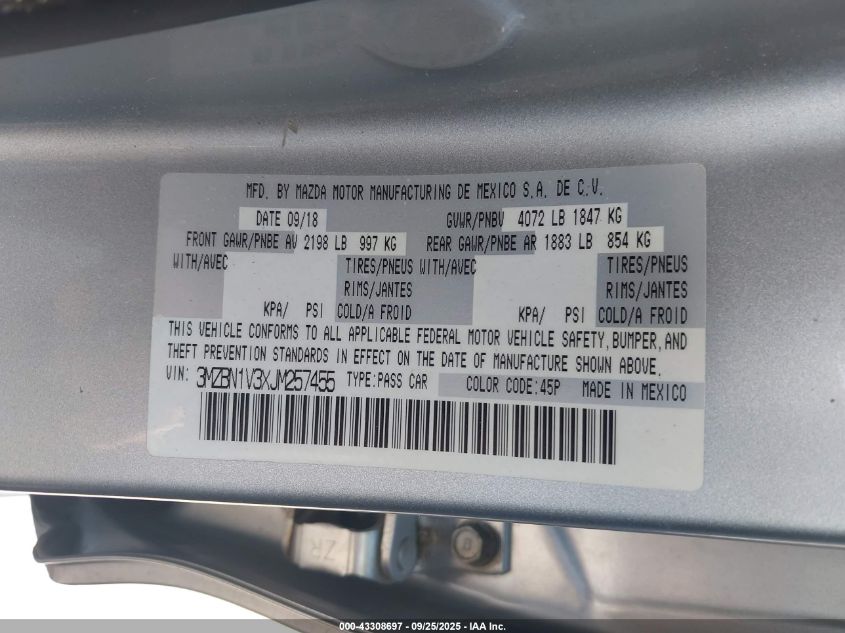 MFD. BY MAZDA MOTOR MANUFACTURING DE MEXICO S.A. DE C.V.
DATE 09/18 GVWR/PNBV 4072 LB 1847 KG
FRONT GAWR/PNBE AV 2198 LB 997 KG REAR GAWR/PNBE AR 1883 LB 854 KG
WITH/AVEC TIRES/PNEUS WITH/AVEC TIRES/PNEUS
RIMS/JANTES RIMS/JANTES
KPA/ PSI COLD/A FROID KPA/ PSI COLD/A FROID
THIS VEHICLE CONFORMS TO ALL APPLICABLE FEDERAL MOTOR VEHICLE SAFETY, BUMPER, AND
THEFT PREVENTION STANDARDS IN EFFECT ON THE DATE OF MANUFACTURE SHOWN ABOVE.
VIN: 3MZBN1V3XJM257455 TYPE:PASS CAR COLOR CODE:45P MADE IN MEXICO
ZR
8
000-43308697 - 09/25/2025 - IAA Inc.